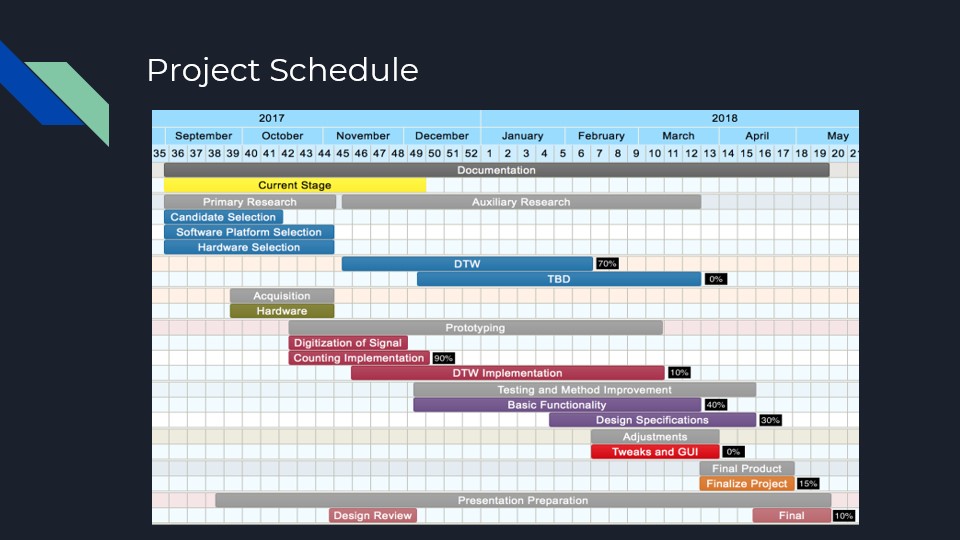 Project Schedule
2017 2018
September October November December January February March April May
35 36 37 38 39 40 41 42 43 44 45 46 47 48 49 50 51 52 1 2 3 4 5 6 7 8 9 10 11 12 13 14 15 16 17 18 19 20
Documentation
Current Stage
Primary Research Auxiliary Research
Candidate Selection
Software Platform Selection
Hardware Selection
DTW 70%
TBD 0%
Acquisition
Hardware
Prototyping
Digitization of Signal
Counting Implementation 90%
DTW Implementation 10%
Testing and Method Improvement
Basic Functionality 40%
Design Specifications 30%
Adjustments
Tweaks and GUI 0%
Final Product
Finalize Project 15%
Presentation Preparation
Design Review Final 10%